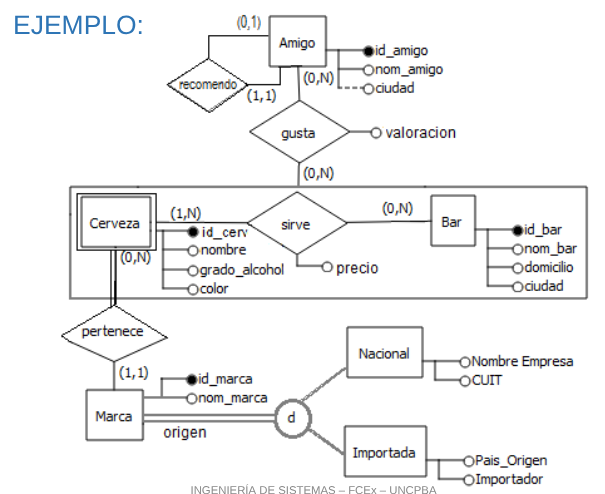 EJEMPLO:
(0,1)
Amigo
id_amigo
nom_amigo
ciudad
recomendo
(1,1)
(0,N)
gusta
valoracion
(0,N)
Cerveza
(1,N)
sirve
(0,N)
Bar
id_cerv
nombre
grado_alcohol
color
(0,N)
precio
id_bar
nom_bar
domicilio
ciudad
pertenece
(1,1)
Marca
id_marca
nom_marca
origen
d
Nacional
Nombre Empresa
CUIT
Importada
Pais_Origen
Importador
INGENIERÍA DE SISTEMAS – FCEx – UNCPBA